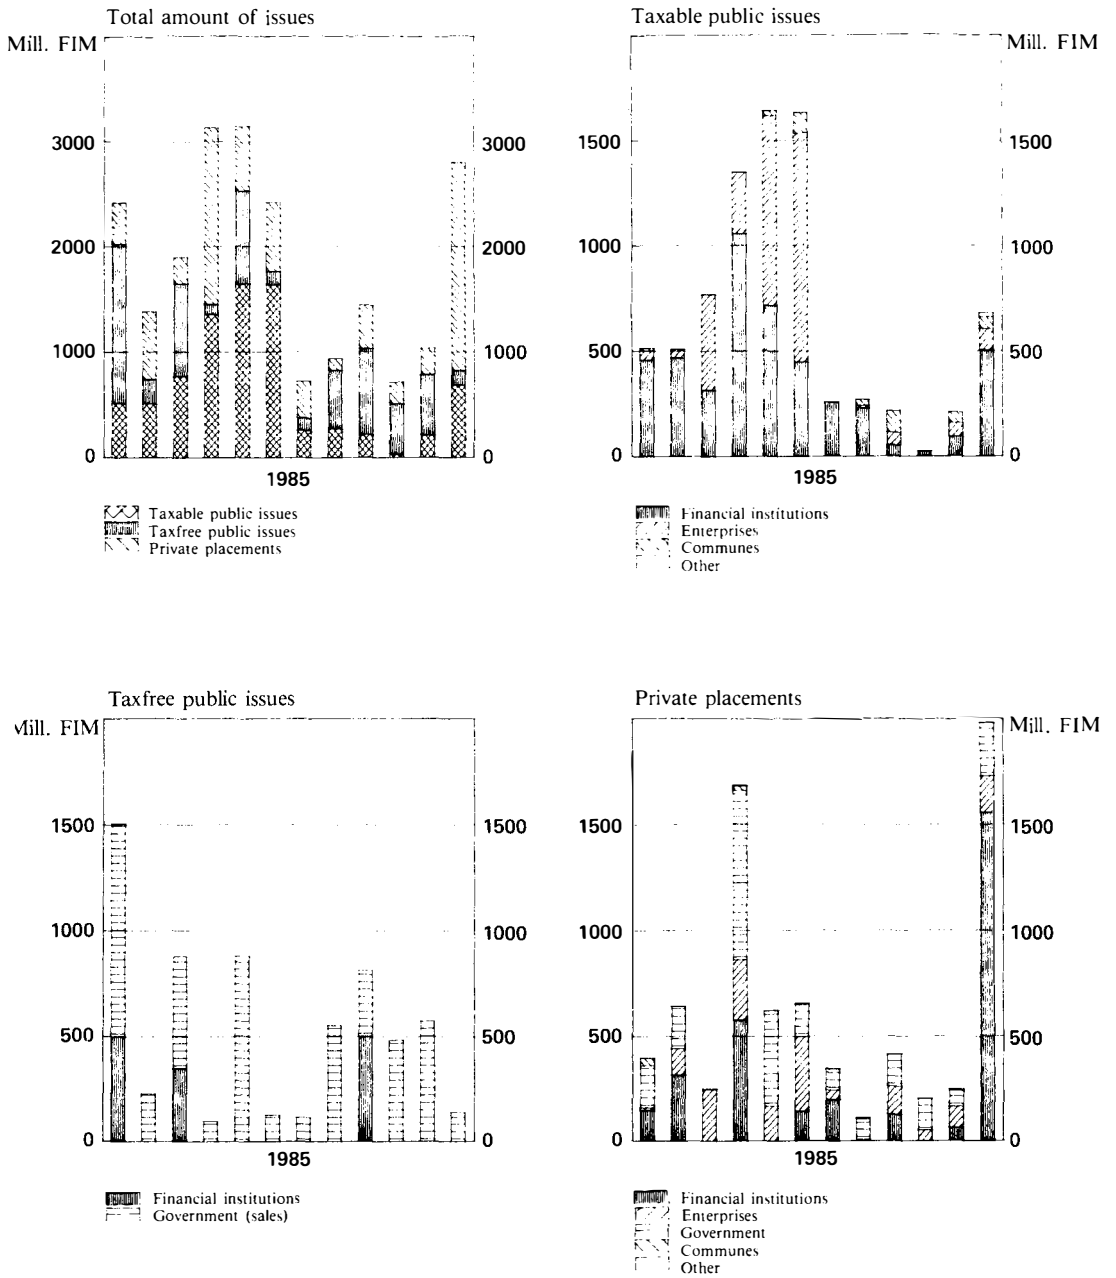 Total amount of issues
Mill. FIM
3000
2000
1000
0
3000
2000
1000
0
1985
Taxable public issues
Taxfree public issues
Private placements
Taxable public issues
Mill. FIM
1500
1000
500
0
1500
1000
500
0
1985
Financial institutions
Enterprises
Communes
Other
Taxfree public issues
Mill. FIM
1500
1000
500
0
1500
1000
500
0
1985
Financial institutions
Government (sales)
Private placements
Mill. FIM
1500
1000
500
0
1500
1000
500
0
1985
Financial institutions
Enterprises
Government
Communes
Other